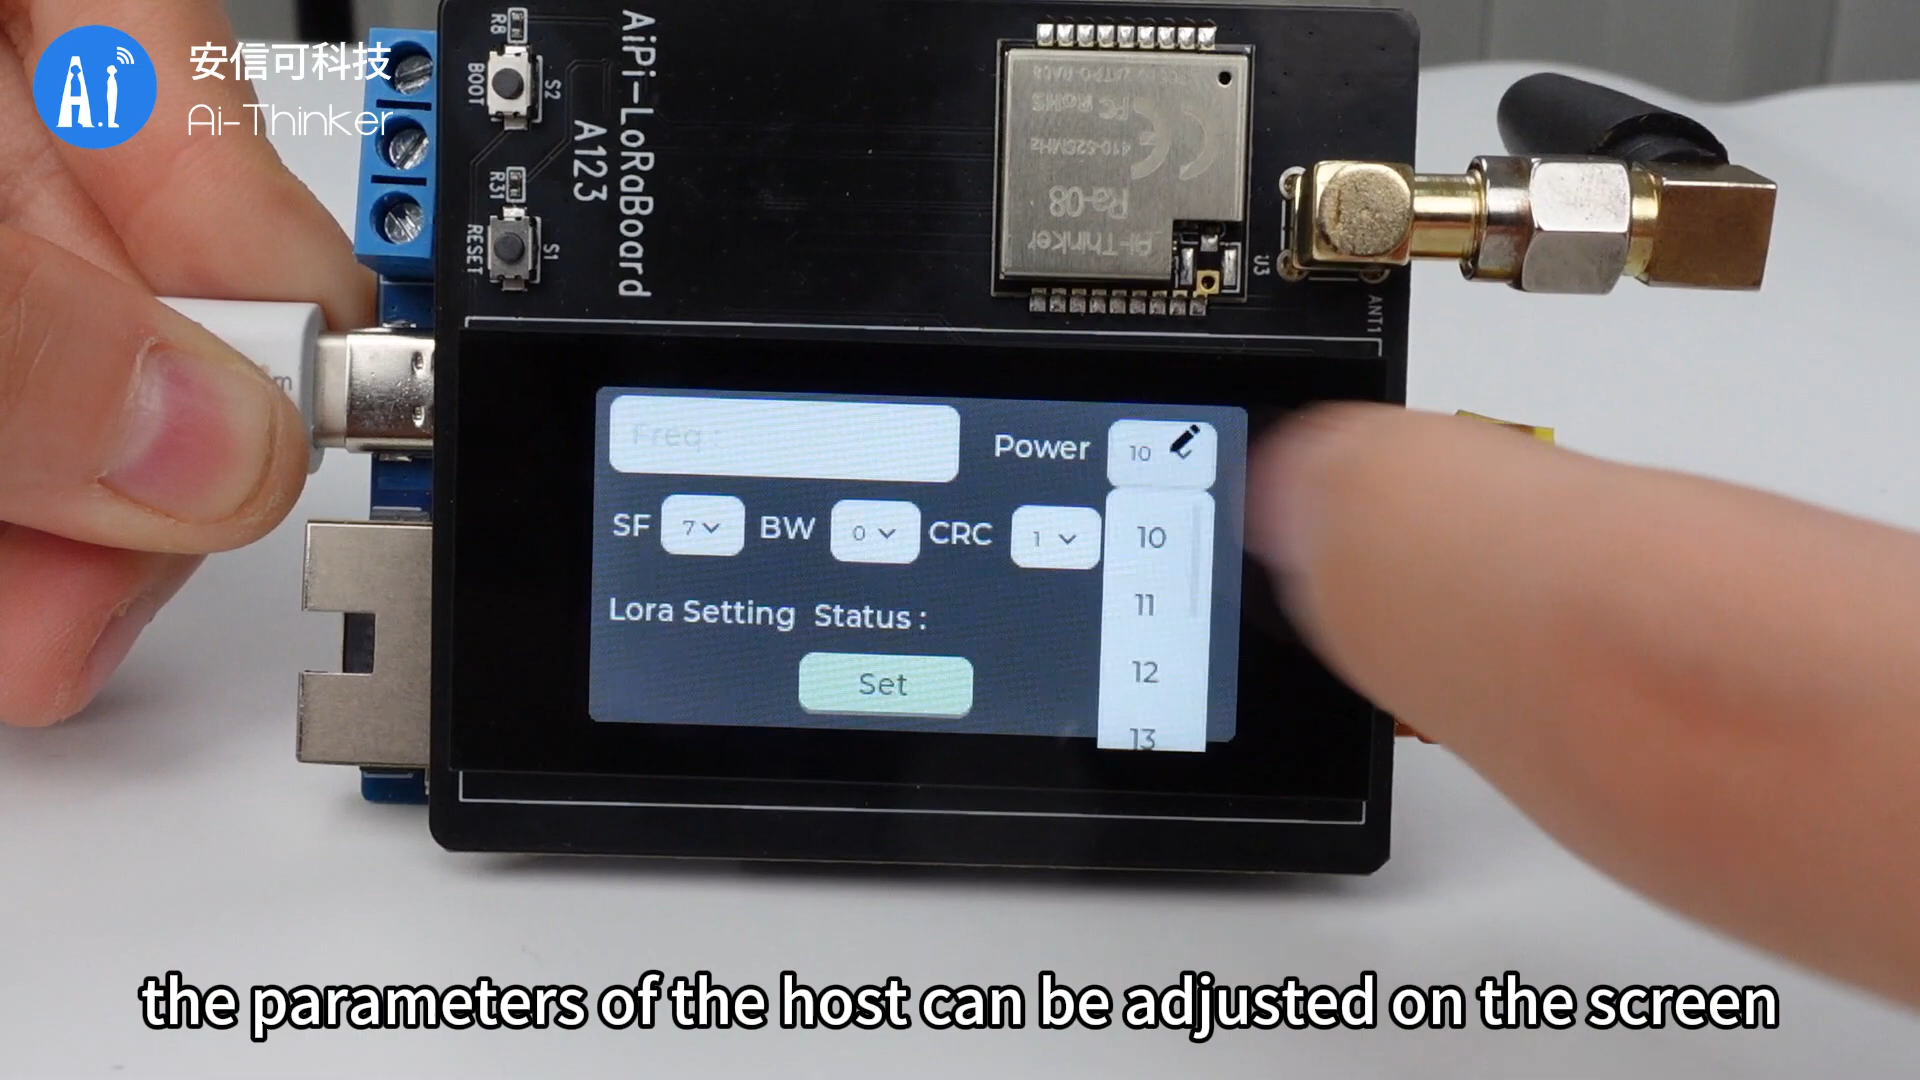 安信可科技
Ai-Thinker
R8
BOOT
S2
R31
RESET
S1
AiPi-LoRaBoard
A123
FC RoHS
410-525MHz
Ra-08
Ai-Thinker
U3
ANT1
Freq :
Power
10
SF 7 BW 0 CRC 1
10
11
12
13
Lora Setting Status :
Set
the parameters of the host can be adjusted on the screen